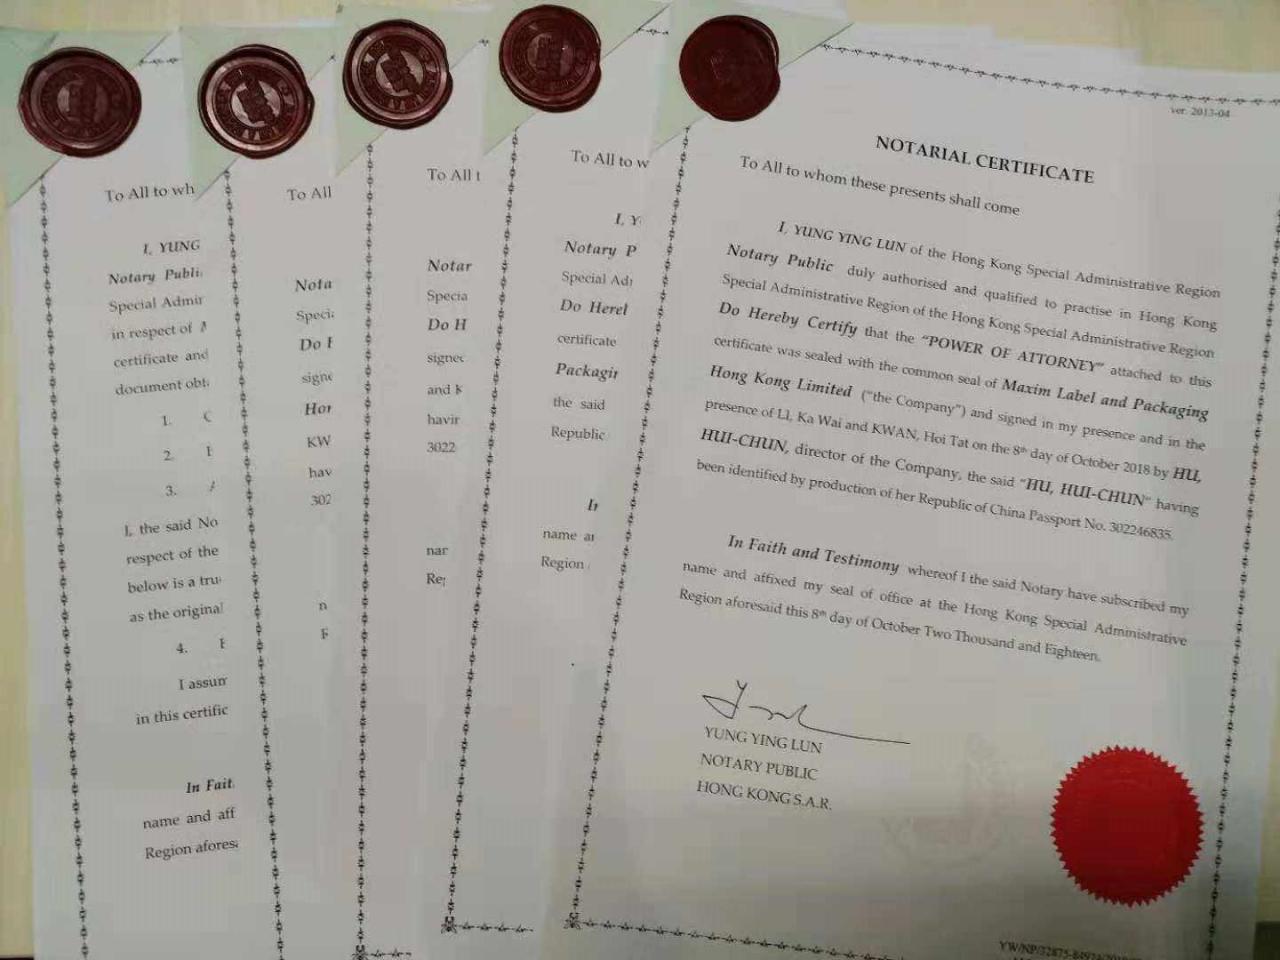 To All to wh
I, YUNG
Notary Publi
Special Admir
in respect of
certificate and
document obt
1.
2.
3.
I, the said No
respect of the
below is a tru
as the original
4.
I assum
in this certific
In Fait
name and aff
Region afores
To All
Nota
Speci
Do H
signe
Hon
KW
hav
302
n
F
To All t
Notar
Specia
Do H
signed
and K
havin
3022
nar
Reg
To All to w
I, Y
Notary P
Special Ad
Do Herel
certificate
Packagin
the said
Republic
In
name an
Region
ver. 2013-04
NOTARIAL CERTIFICATE
To All to whom these presents shall come
I, YUNG YING LUN of the Hong Kong Special Administrative Region
Notary Public duly authorised and qualified to practise in Hong Kong
Special Administrative Region of the Hong Kong Special Administrative Region
Do Hereby Certify that the "POWER OF ATTORNEY" attached to this
certificate was sealed with the common seal of Maxim Label and Packaging
Hong Kong Limited ("the Company") and signed in my presence and in the
presence of LI, Ka Wai and KWAN, Hoi Tat on the 8th day of October 2018 by HU,
HUI-CHUN, director of the Company, the said "HU, HUI-CHUN" having
been identified by production of her Republic of China Passport No. 302246835.
In Faith and Testimony whereof I the said Notary have subscribed my
name and affixed my seal of office at the Hong Kong Special Administrative
Region aforesaid this 8th day of October Two Thousand and Eighteen.
YUNG YING LUN
NOTARY PUBLIC
HONG KONG S.A.R.